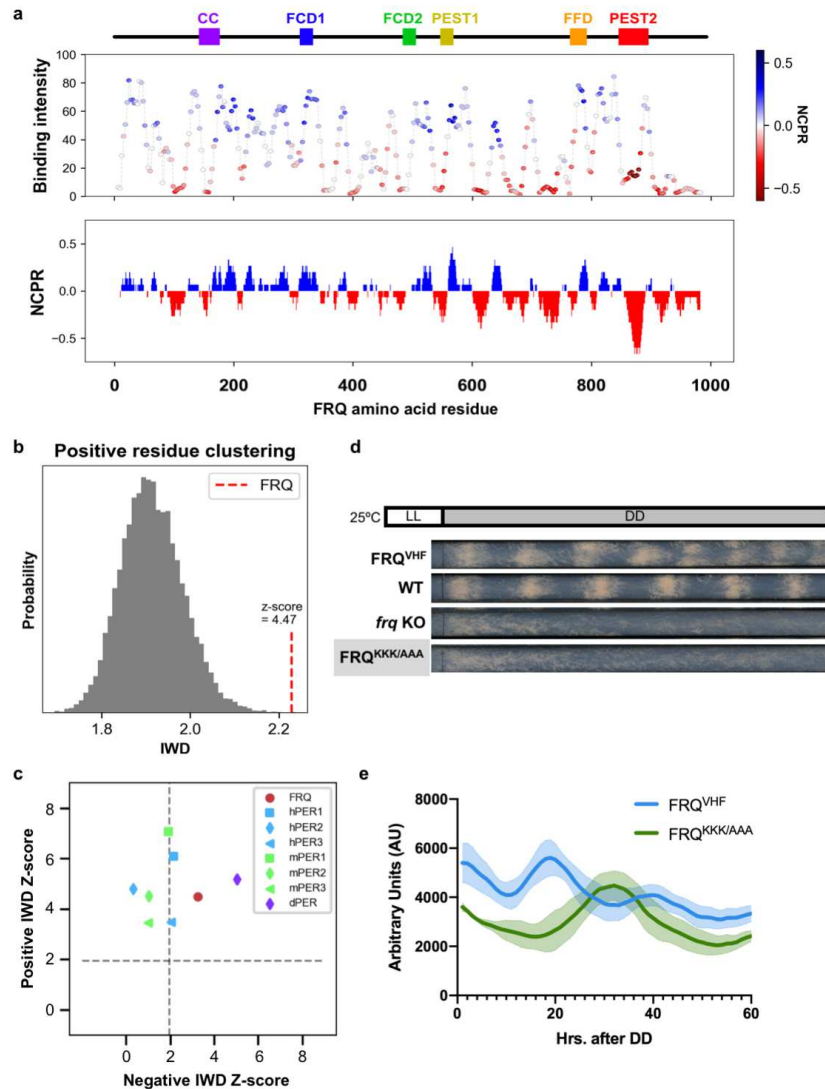 a
CC FCD1 FCD2 PEST1 FFD PEST2
100
80
60
40
20
0
Binding intensity
0.5
0.0
−0.5
NCPR
0.5
0.0
−0.5
NCPR
0 200 400 600 800 1000
FRQ amino acid residue
b
Positive residue clustering
FRQ
z-score
= 4.47
Probability
1.8 2.0 2.2
IWD
d
25ºC LL DD
FRQVHF
WT
frq KO
FRQKKK/AAA
c
8
6
4
2
0
Positive IWD Z-score
FRQ
hPER1
hPER2
hPER3
mPER1
mPER2
mPER3
dPER
0 2 4 6 8
Negative IWD Z-score
e
8000
6000
4000
2000
0
Arbitrary Units (AU)
FRQVHF
FRQKKK/AAA
0 20 40 60
Hrs. after DD